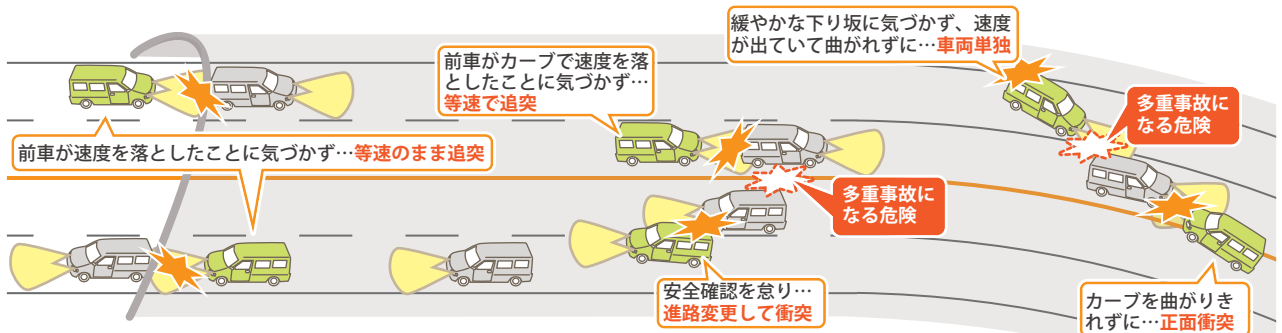 緩やかな下り坂に気づかず、速度
が出ていて曲がれずに…車両単独
前車がカーブで速度を落
としたことに気づかず…
等速で追突
多重事故に
なる危険
前車が速度を落としたことに気づかず…等速のまま追突
多重事故に
なる危険
安全確認を怠り…
進路変更して衝突
カーブを曲がりき
れずに…正面衝突